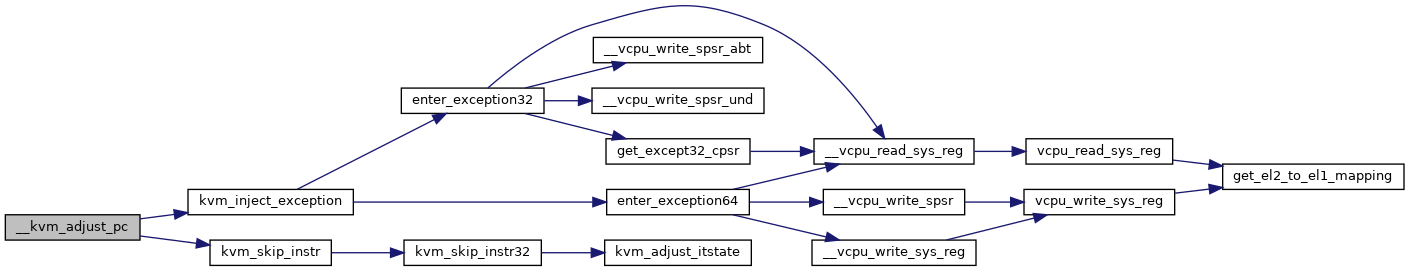 __vcpu_write_spsr_abt
enter_exception32
__vcpu_write_spsr_und
get_except32_cpsr
__vcpu_read_sys_reg
vcpu_read_sys_reg
get_el2_to_el1_mapping
kvm_inject_exception
enter_exception64
__vcpu_write_spsr
vcpu_write_sys_reg
__kvm_adjust_pc
kvm_skip_instr
kvm_skip_instr32
kvm_adjust_itstate
__vcpu_write_sys_reg